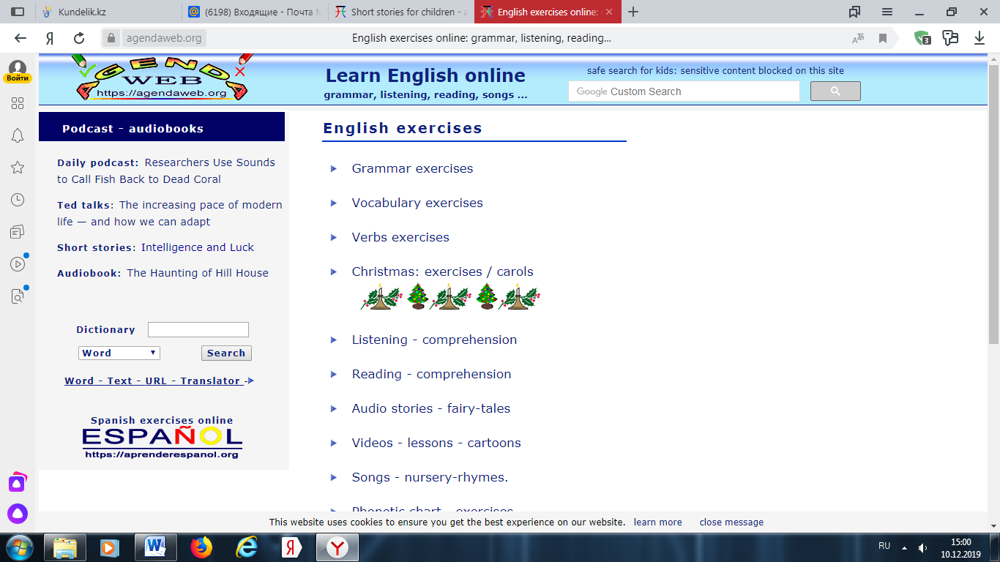 Kundelik.kz
(6198) Входящие - Почта M
Short stories for children - a
English exercises online:
Я
agendaweb.org
English exercises online: grammar, listening, reading...
3
Войти
AGENDA
WEB
https://agendaweb.org
Learn English online
grammar, listening, reading, songs ...
safe search for kids: sensitive content blocked on this site
Google Custom Search
Podcast - audiobooks
Daily podcast: Researchers Use Sounds
to Call Fish Back to Dead Coral
Ted talks: The increasing pace of modern
life — and how we can adapt
Short stories: Intelligence and Luck
Audiobook: The Haunting of Hill House
Dictionary
Word
Search
Word - Text - URL - Translator -
Spanish exercises online
ESPAÑOL
https://aprenderespanol.org
English exercises
Grammar exercises
Vocabulary exercises
Verbs exercises
Christmas: exercises / carols
Listening - comprehension
Reading - comprehension
Audio stories - fairy-tales
Videos - lessons - cartoons
Songs - nursery-rhymes.
Phonetic chart - exercises
This website uses cookies to ensure you get the best experience on our website. learn more close message
RU
15:00
10.12.2019